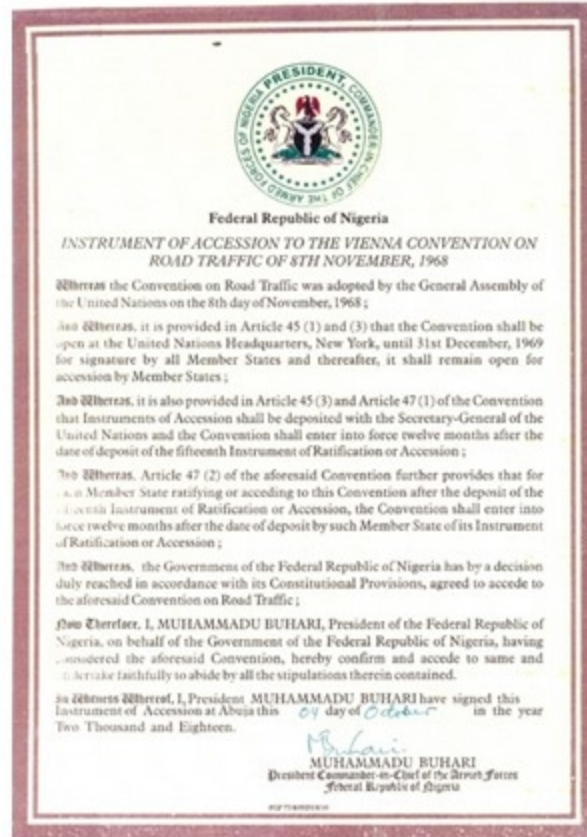 PRESIDENT, COMMANDER-IN-CHIEF OF THE ARMED FORCES OF NIGERIA
Federal Republic of Nigeria
INSTRUMENT OF ACCESSION TO THE VIENNA CONVENTION ON
ROAD TRAFFIC OF 8TH NOVEMBER, 1968
Whereas the Convention on Road Traffic was adopted by the General Assembly of
the United Nations on the 8th day of November, 1968 ;
And Whereas, it is provided in Article 45 (1) and (3) that the Convention shall be
open at the United Nations Headquarters, New York, until 31st December, 1969
for signature by all Member States and thereafter, it shall remain open for
accession by Member States ;
And Whereas, it is also provided in Article 45 (3) and Article 47 (1) of the Convention
that Instruments of Accession shall be deposited with the Secretary-General of the
United Nations and the Convention shall enter into force twelve months after the
date of deposit of the fifteenth Instrument of Ratification or Accession ;
And Whereas, Article 47 (2) of the aforesaid Convention further provides that for
each Member State ratifying or acceding to this Convention after the deposit of the
fifteenth Instrument of Ratification or Accession, the Convention shall enter into
force twelve months after the date of deposit by such Member State of its Instrument
of Ratification or Accession ;
And Whereas, the Government of the Federal Republic of Nigeria has by a decision
duly reached in accordance with its Constitutional Provisions, agreed to accede to
the aforesaid Convention on Road Traffic ;
Now Therefore, I, MUHAMMADU BUHARI, President of the Federal Republic of
Nigeria, on behalf of the Government of the Federal Republic of Nigeria, having
considered the aforesaid Convention, hereby confirm and accede to same and
undertake faithfully to abide by all the stipulations therein contained.
In Witness Whereof, I, President MUHAMMADU BUHARI have signed this
Instrument of Accession at Abuja this 04 day of October in the year
Two Thousand and Eighteen.
MUHAMMADU BUHARI
President Commander-in-Chief of the Armed Forces
Federal Republic of Nigeria